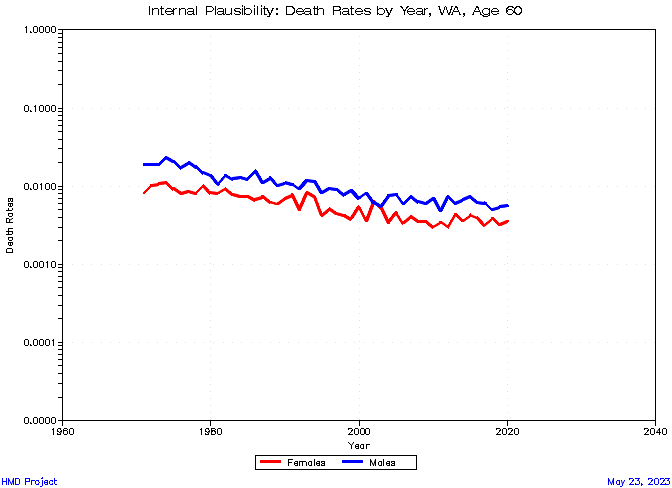 Internal Plausibility: Death Rates by Year, WA, Age 60
1.0000
0.1000
0.0100
0.0010
0.0001
0.0000
Death Rates
1960 1980 2000 2020 2040
Year
Females Males
HMD Project May 23, 2023